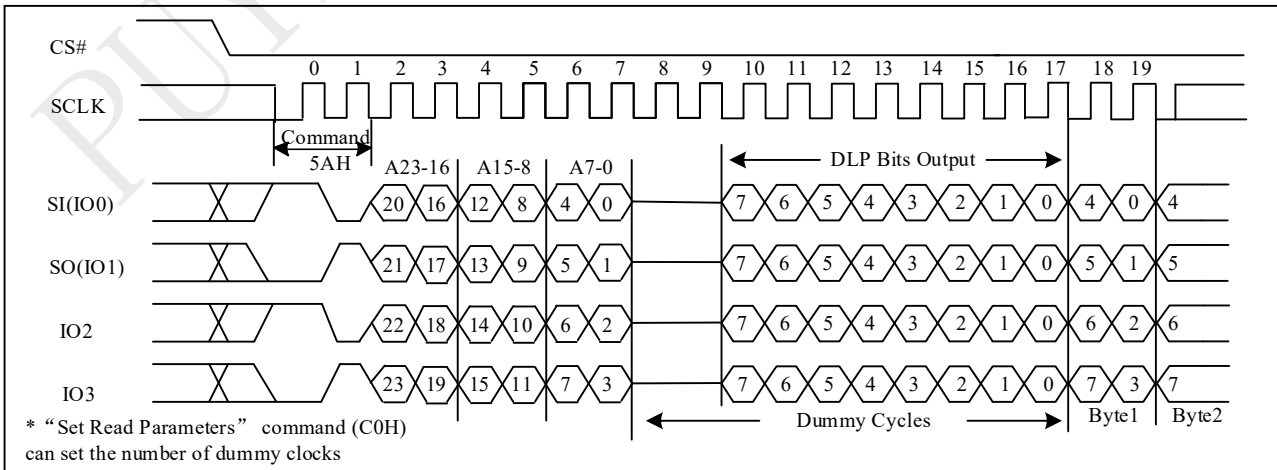 PUY
CS#
0 1 2 3 4 5 6 7 8 9 10 11 12 13 14 15 16 17 18 19
SCLK
Command
5AH
A23-16 A15-8 A7-0
DLP Bits Output
SI(IO0) 20 16 12 8 4 0 7 6 5 4 3 2 1 0 4 0 4
SO(IO1) 21 17 13 9 5 1 7 6 5 4 3 2 1 0 5 1 5
IO2 22 18 14 10 6 2 7 6 5 4 3 2 1 0 6 2 6
IO3 23 19 15 11 7 3 7 6 5 4 3 2 1 0 7 3 7
Dummy Cycles Byte1 Byte2
* “Set Read Parameters” command (C0H)
can set the number of dummy clocks